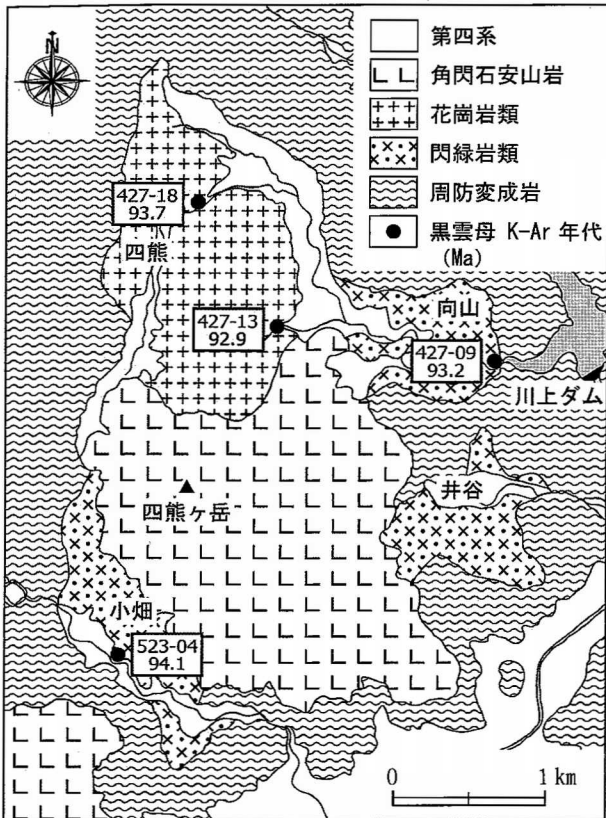 N
第四系
角閃石安山岩
花崗岩類
閃緑岩類
周防変成岩
黒雲母 K-Ar 年代
(Ma)
427-18
93.7
四熊
427-13
92.9
向山
427-09
93.2
川上ダム
井谷
四熊ヶ岳
小畑
523-04
94.1
0
1 km